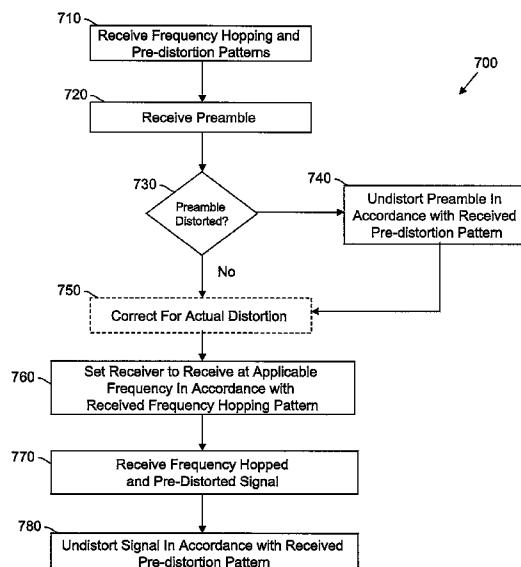 710
Receive Frequency Hopping and
Pre-distortion Patterns
700
720
Receive Preamble
730
Preamble
Distorted?
740
Undistort Preamble In
Accordance with Received
Pre-distortion Pattern
No
750
Correct For Actual Distortion
760
Set Receiver to Receive at Applicable
Frequency In Accordance with
Received Frequency Hopping Pattern
770
Receive Frequency Hopped
and Pre-Distorted Signal
780
Undistort Signal In Accordance with Received
Pre-distortion Pattern